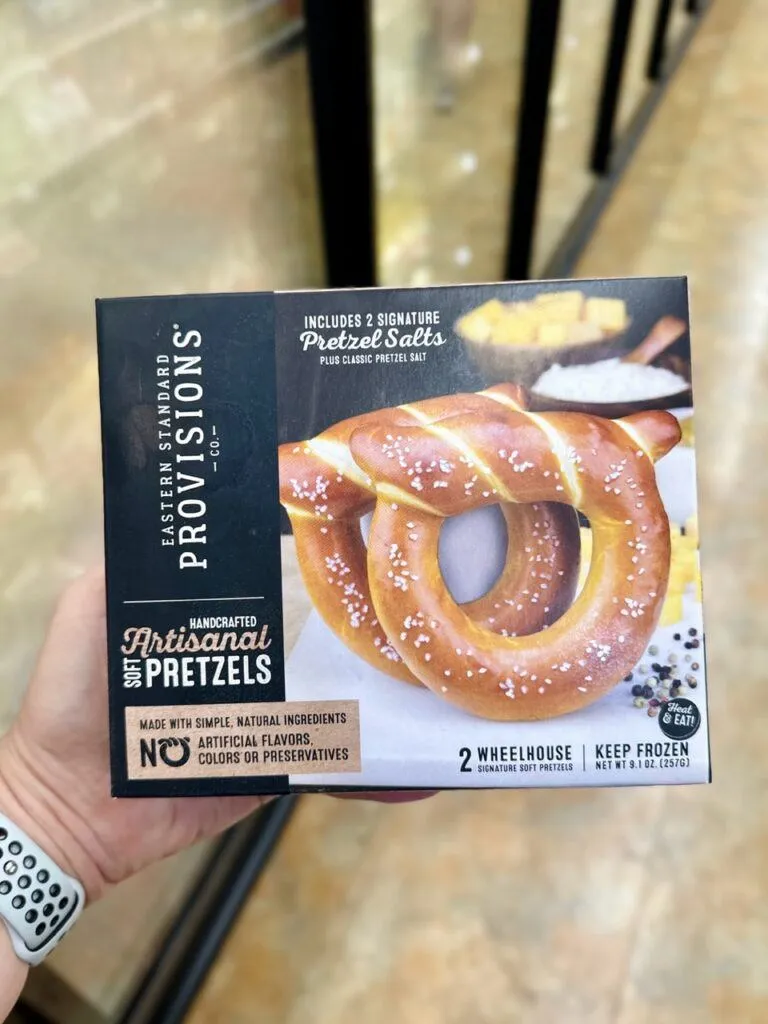 EASTERN STANDARD
PROVISIONS®
— CO. —
HANDCRAFTED
Artisanal
SOFT PRETZELS
MADE WITH SIMPLE, NATURAL INGREDIENTS
NO ARTIFICIAL FLAVORS,
COLORS OR PRESERVATIVES
INCLUDES 2 SIGNATURE
Pretzel Salts
PLUS CLASSIC PRETZEL SALT
Heat
& EAT!
2 WHEELHOUSE
SIGNATURE SOFT PRETZELS
KEEP FROZEN
NET WT 9.1 OZ. (257G)